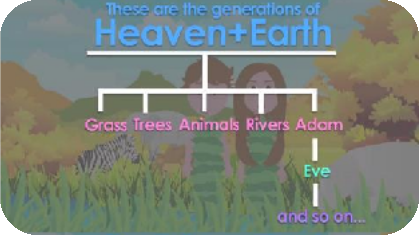 These are the generations of
Heaven+Earth
Grass Trees Animals Rivers Adam
Eve
and so on...